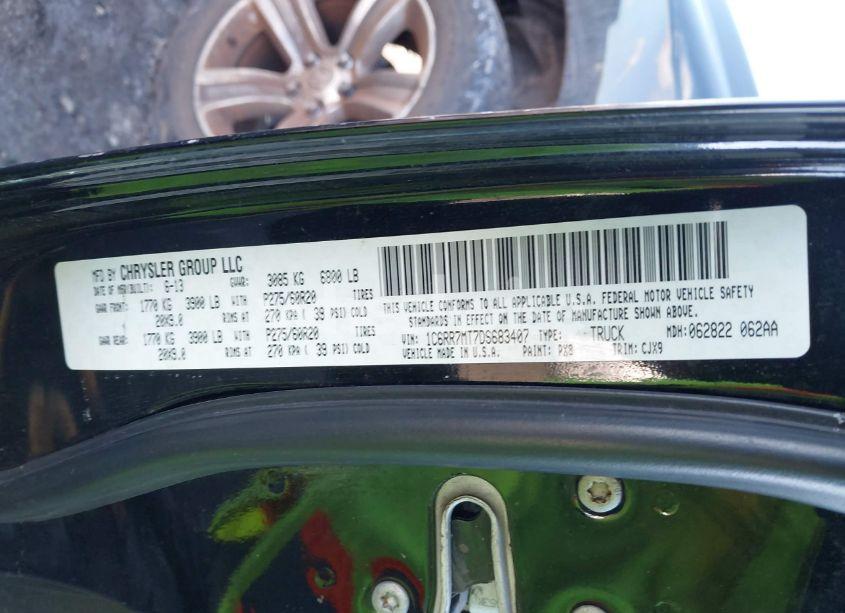 MFD BY CHRYSLER GROUP LLC
DATE OF MFR(BUILT): 6-13 GVWR: 3085 KG 6800 LB
GAWR FRONT: 1770 KG 3900 LB WITH P275/60R20 TIRES
20X9.0 RIMS AT 270 KPA ( 39 PSI) COLD
GAWR REAR: 1770 KG 3900 LB WITH P275/60R20 TIRES
20X9.0 RIMS AT 270 KPA ( 39 PSI) COLD
THIS VEHICLE CONFORMS TO ALL APPLICABLE U.S.A. FEDERAL MOTOR VEHICLE SAFETY
STANDARDS IN EFFECT ON THE DATE OF MANUFACTURE SHOWN ABOVE.
VIN: 1C6RR7MT7DS683407 TYPE: TRUCK MDH: 062822 062AA
VEHICLE MADE IN U.S.A. PAINT: PX8 TRIM: CJX9